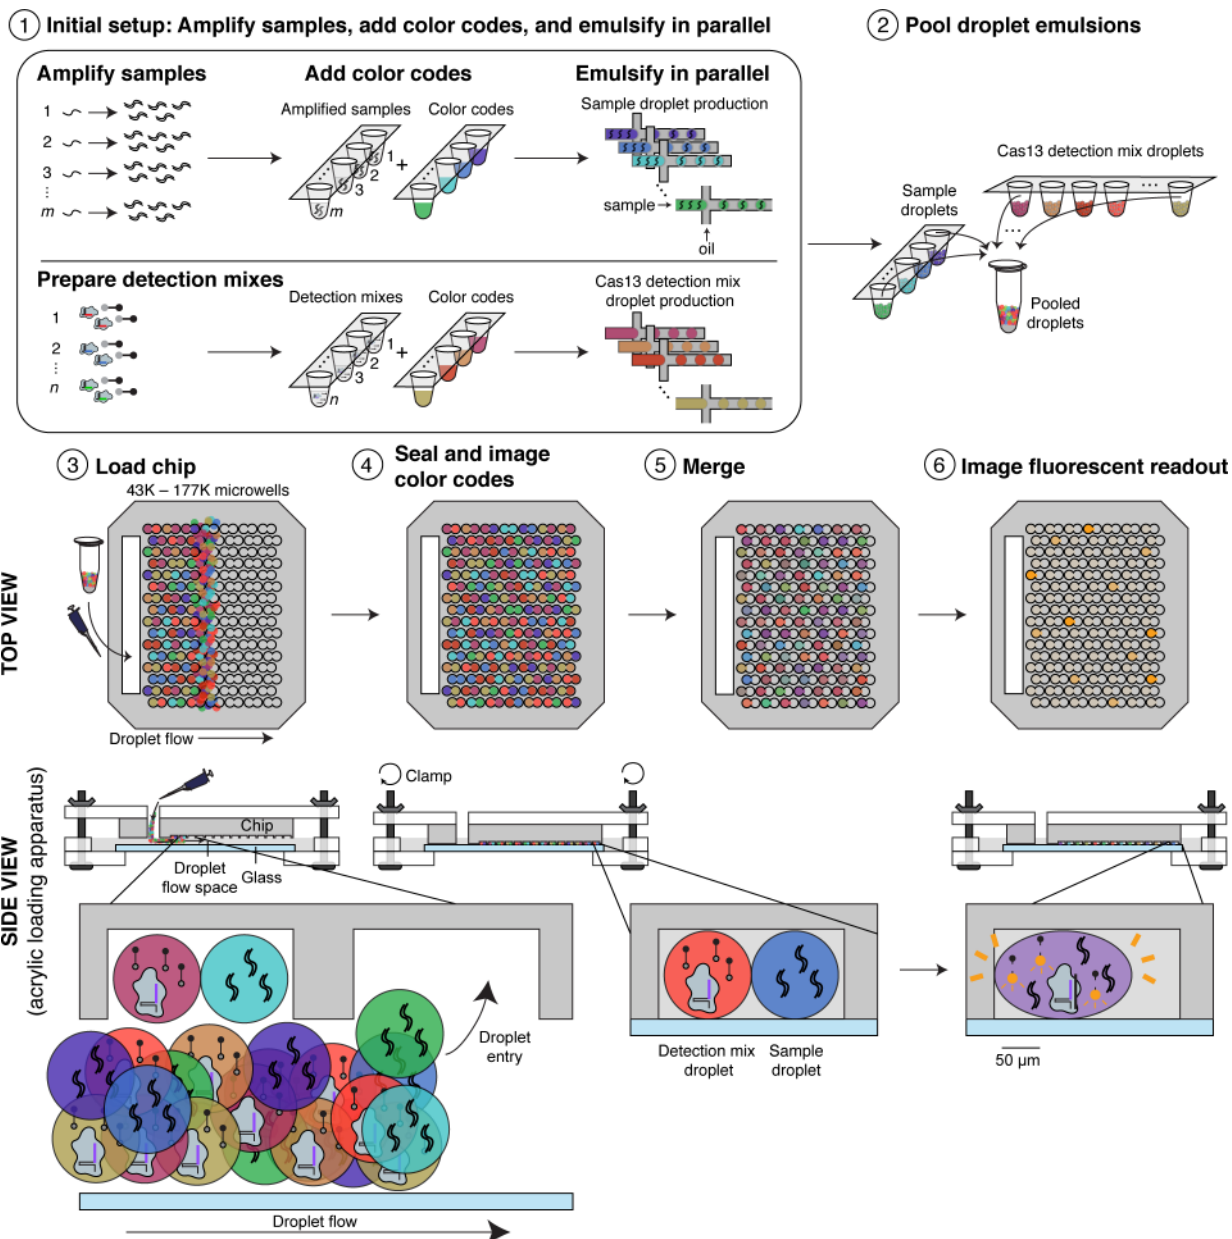 1 Initial setup: Amplify samples, add color codes, and emulsify in parallel
2 Pool droplet emulsions
Amplify samples
1
2
3
⋮
m
Add color codes
Amplified samples
Color codes
+
1
2
3
m
Emulsify in parallel
Sample droplet production
sample
oil
Prepare detection mixes
1
2
⋮
n
Detection mixes
Color codes
+
1
2
3
n
Cas13 detection mix
droplet production
Cas13 detection mix droplets
Sample
droplets
Pooled
droplets
3 Load chip
43K – 177K microwells
4 Seal and image
color codes
5 Merge
6 Image fluorescent readout
TOP VIEW
Droplet flow
SIDE VIEW
(acrylic loading apparatus)
Chip
Droplet
flow space
Glass
Clamp
Droplet
entry
Detection mix
droplet
Sample
droplet
50 µm
Droplet flow